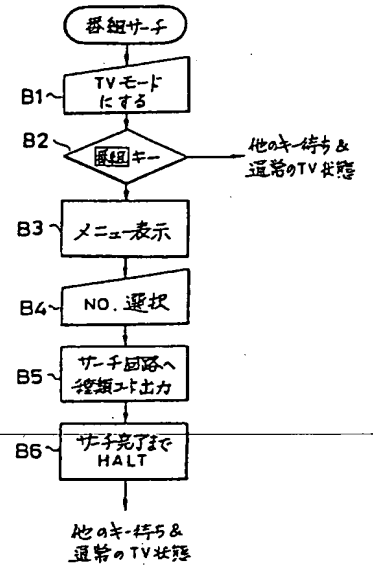 番組サーチ
B1
TVモード
にする
B2
番組キー
他のキー待ち&
通常のTV状態
B3
メニュー表示
B4
NO. 選択
B5
サーチ回路へ
種類コード出力
B6
サーチ完了まで
HALT
他のキー待ち&
通常のTV状態